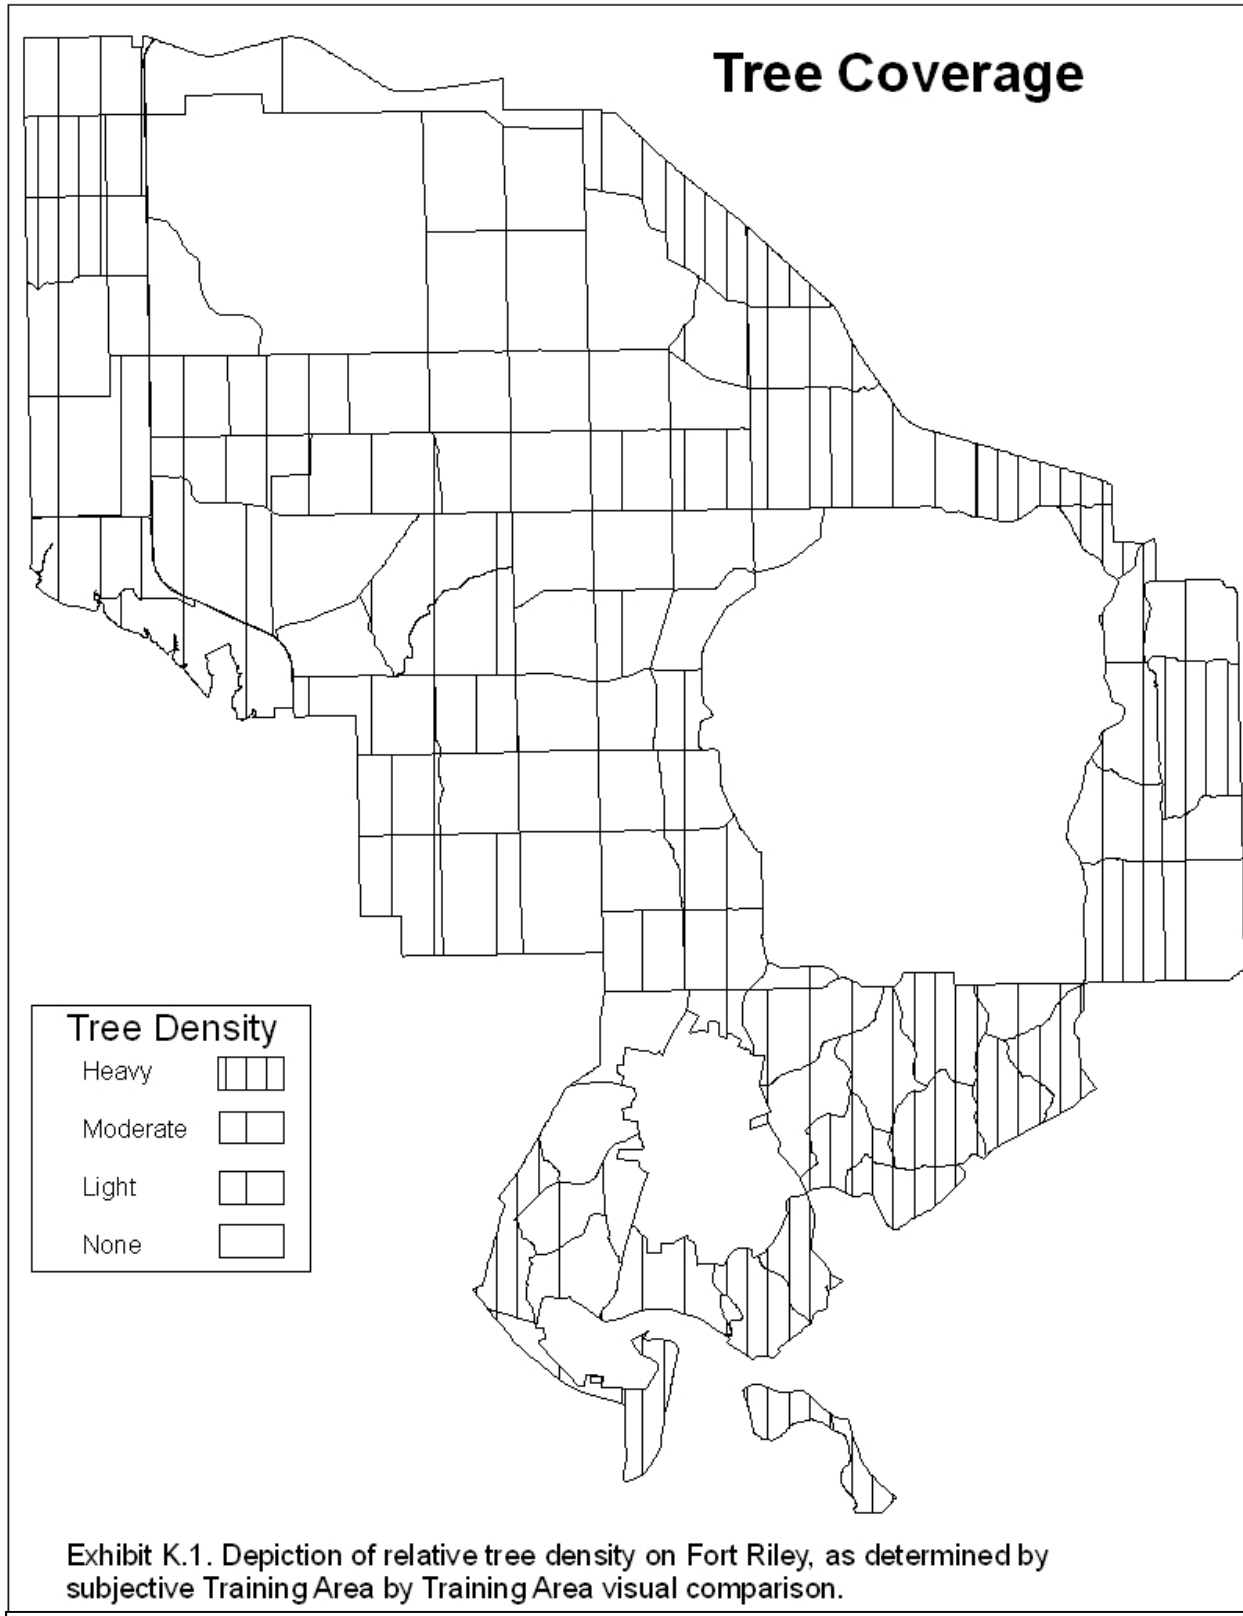 Tree Coverage
Tree Density
Heavy
Moderate
Light
None
Exhibit K.1. Depiction of relative tree density on Fort Riley, as determined by
subjective Training Area by Training Area visual comparison.